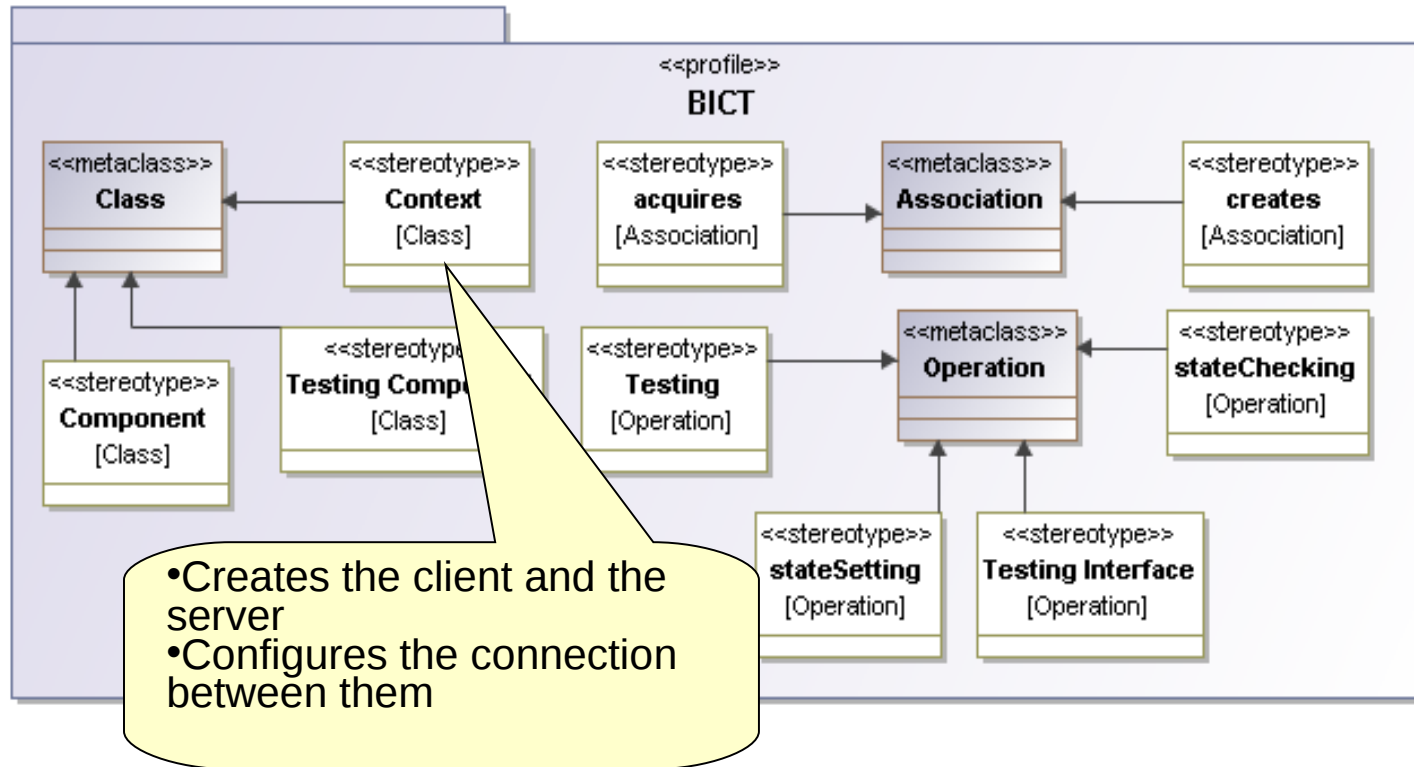 <<profile>>
BICT
<<metaclass>>
Class
<<stereotype>>
Context
[Class]
<<stereotype>>
acquires
[Association]
<<metaclass>>
Association
<<stereotype>>
creates
[Association]
<<stereotype>>
Component
[Class]
Testing
[Class]
<<stereotype>>
Testing
[Operation]
<<metaclass>>
Operation
<<stereotype>>
stateChecking
[Operation]
<<stereotype>>
stateSetting
[Operation]
<<stereotype>>
Testing Interface
[Operation]
•Creates the client and the
server
•Configures the connection
between them